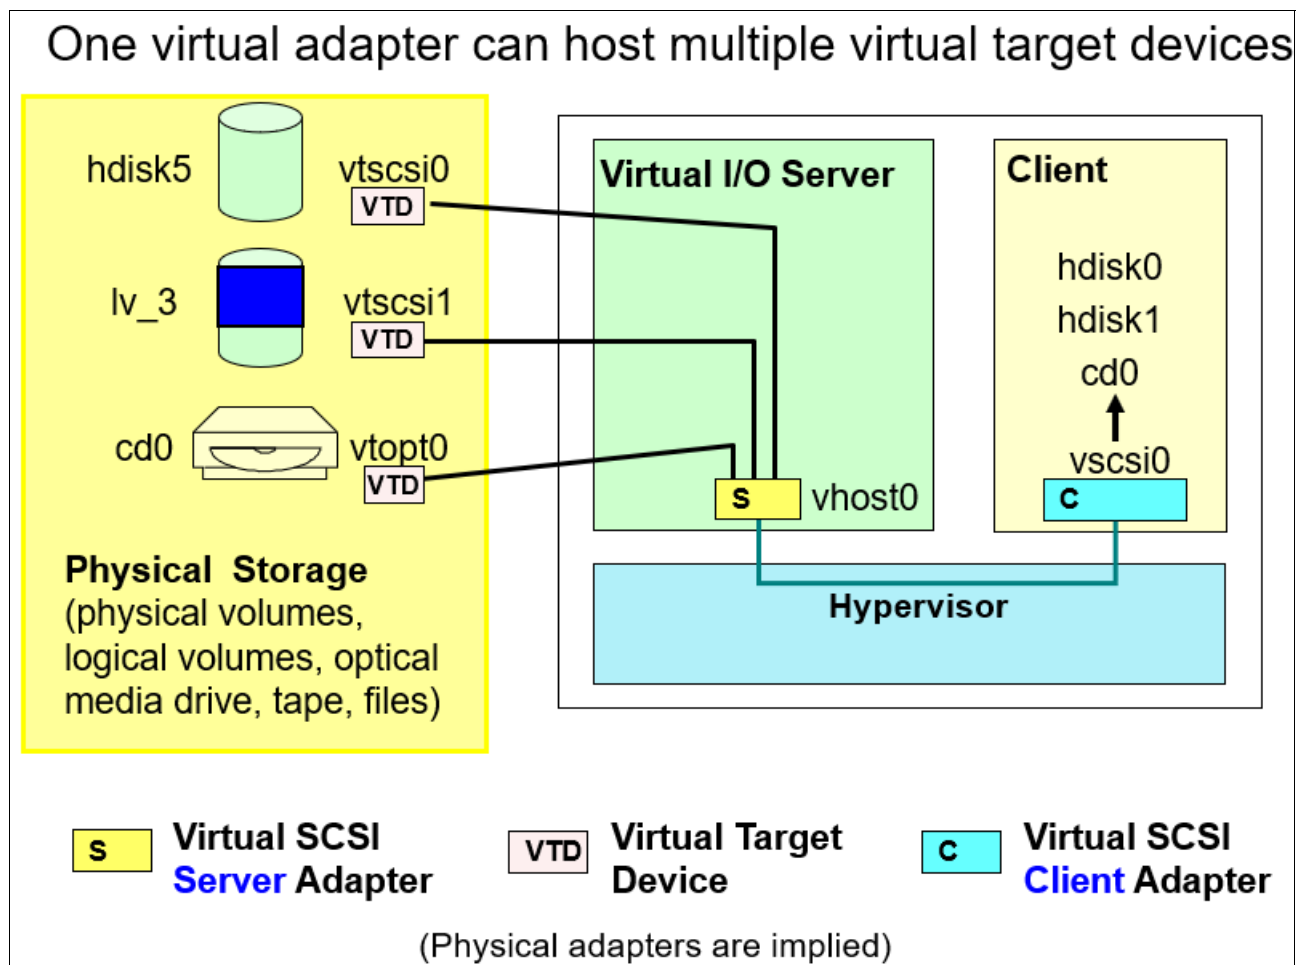 One virtual adapter can host multiple virtual target devices
hdisk5
vtscsi0
VTD
lv_3
vtscsi1
VTD
cd0
vtopt0
VTD
Physical Storage
(physical volumes,
logical volumes, optical
media drive, tape, files)
Virtual I/O Server
S
vhost0
Client
hdisk0
hdisk1
cd0
vscsi0
C
Hypervisor
S
Virtual SCSI
Server Adapter
VTD
Virtual Target
Device
C
Virtual SCSI
Client Adapter
(Physical adapters are implied)